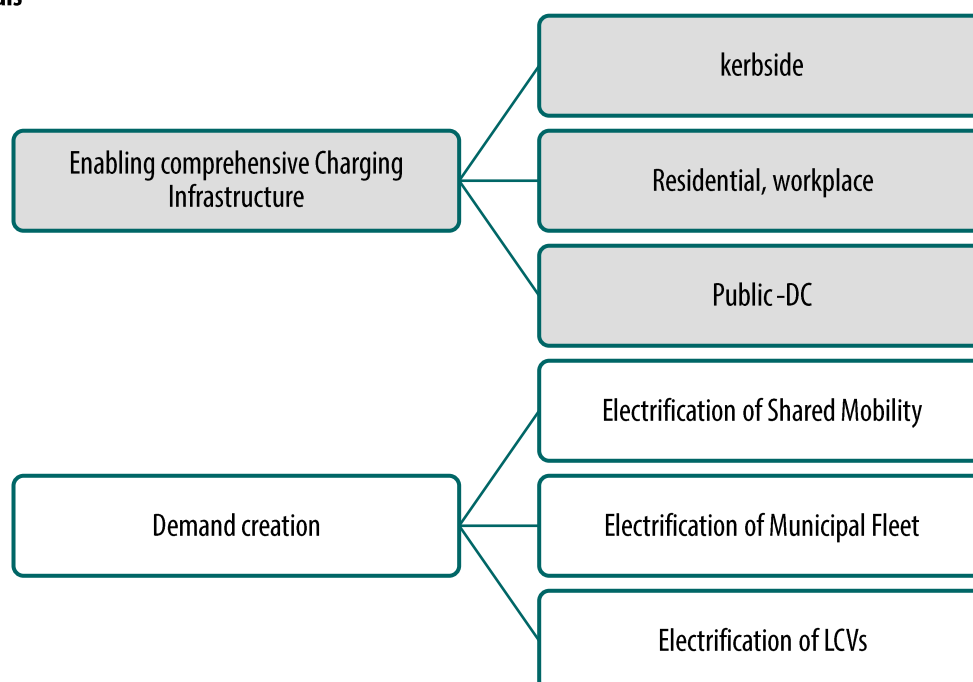 Enabling comprehensive Charging
Infrastructure
kerbside
Residential, workplace
Public -DC
Demand creation
Electrification of Shared Mobility
Electrification of Municipal Fleet
Electrification of LCVs